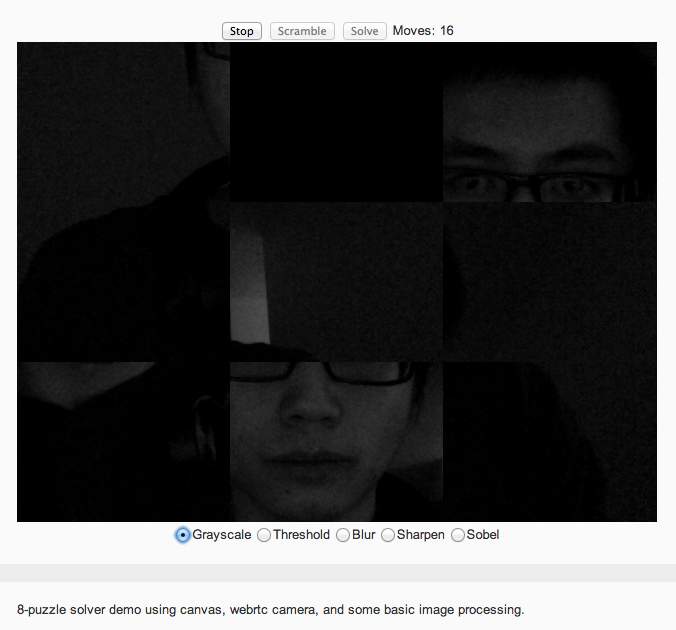 Stop Scramble Solve Moves: 16
Grayscale Threshold Blur Sharpen Sobel
8-puzzle solver demo using canvas, webrtc camera, and some basic image processing.